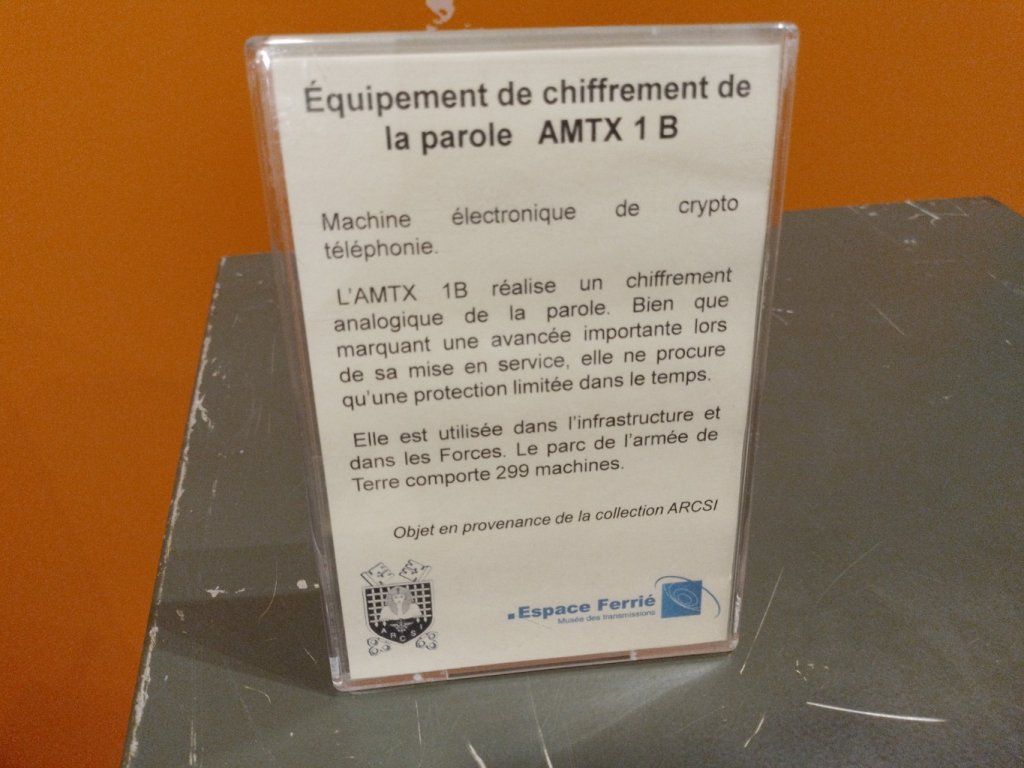 Équipement de chiffrement de
la parole AMTX 1 B
Machine électronique de crypto
téléphonie.
L'AMTX 1B réalise un chiffrement
analogique de la parole. Bien que
marquant une avancée importante lors
de sa mise en service, elle ne procure
qu'une protection limitée dans le temps.
Elle est utilisée dans l'infrastructure et
dans les Forces. Le parc de l'armée de
Terre comporte 299 machines.
Objet en provenance de la collection ARCSI
ARCSI
Espace Ferrié
Musée des transmissions